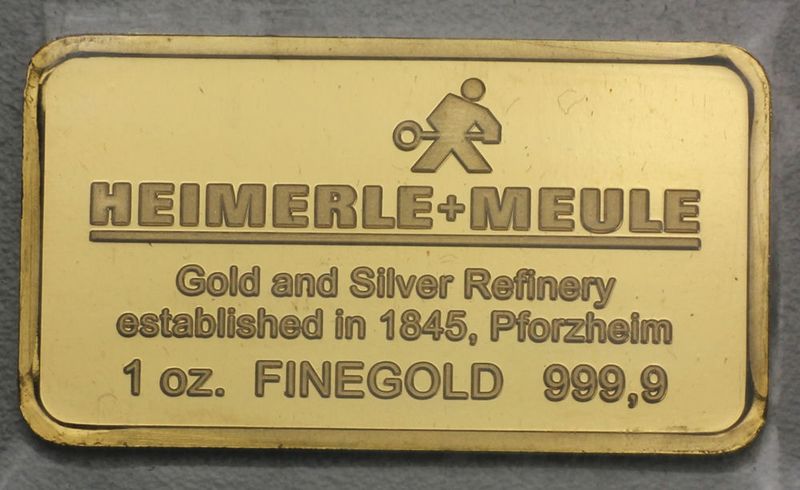 HEIMERLE+MEULE
Gold and Silver Refinery
established in 1845, Pforzheim
1 oz. FINEGOLD 999,9